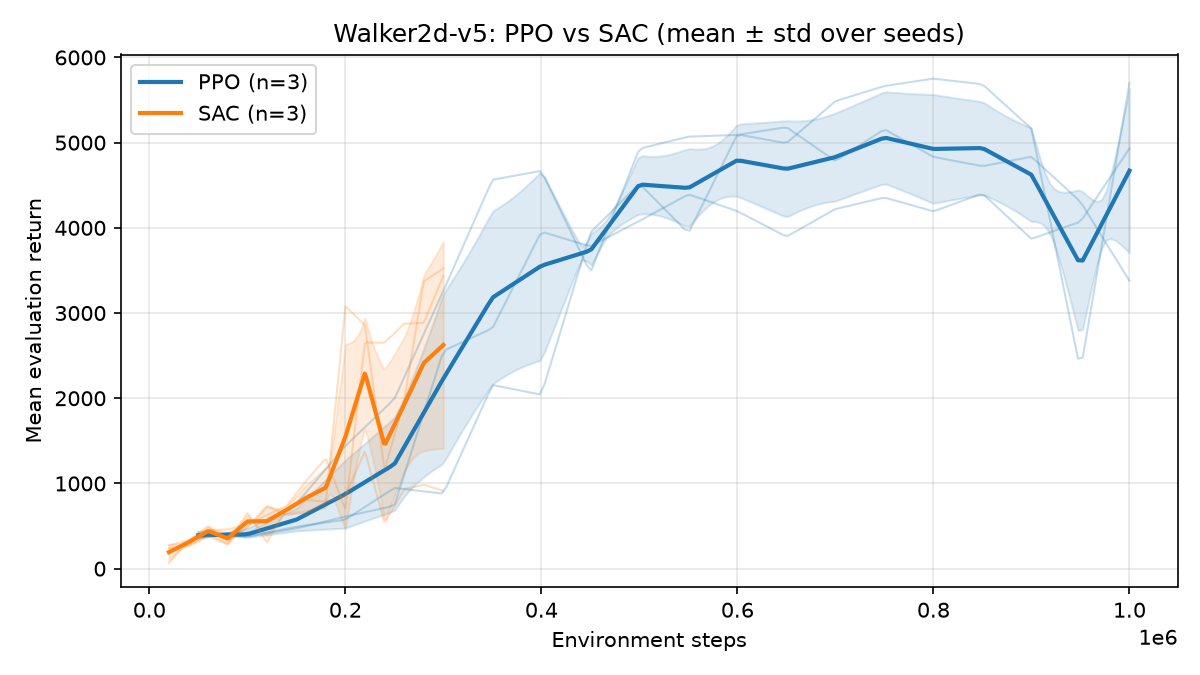 Walker2d-v5: PPO vs SAC (mean ± std over seeds)
6000
5000
4000
3000
2000
1000
0
Mean evaluation return
PPO (n=3)
SAC (n=3)
0.0 0.2 0.4 0.6 0.8 1.0
1e6
Environment steps